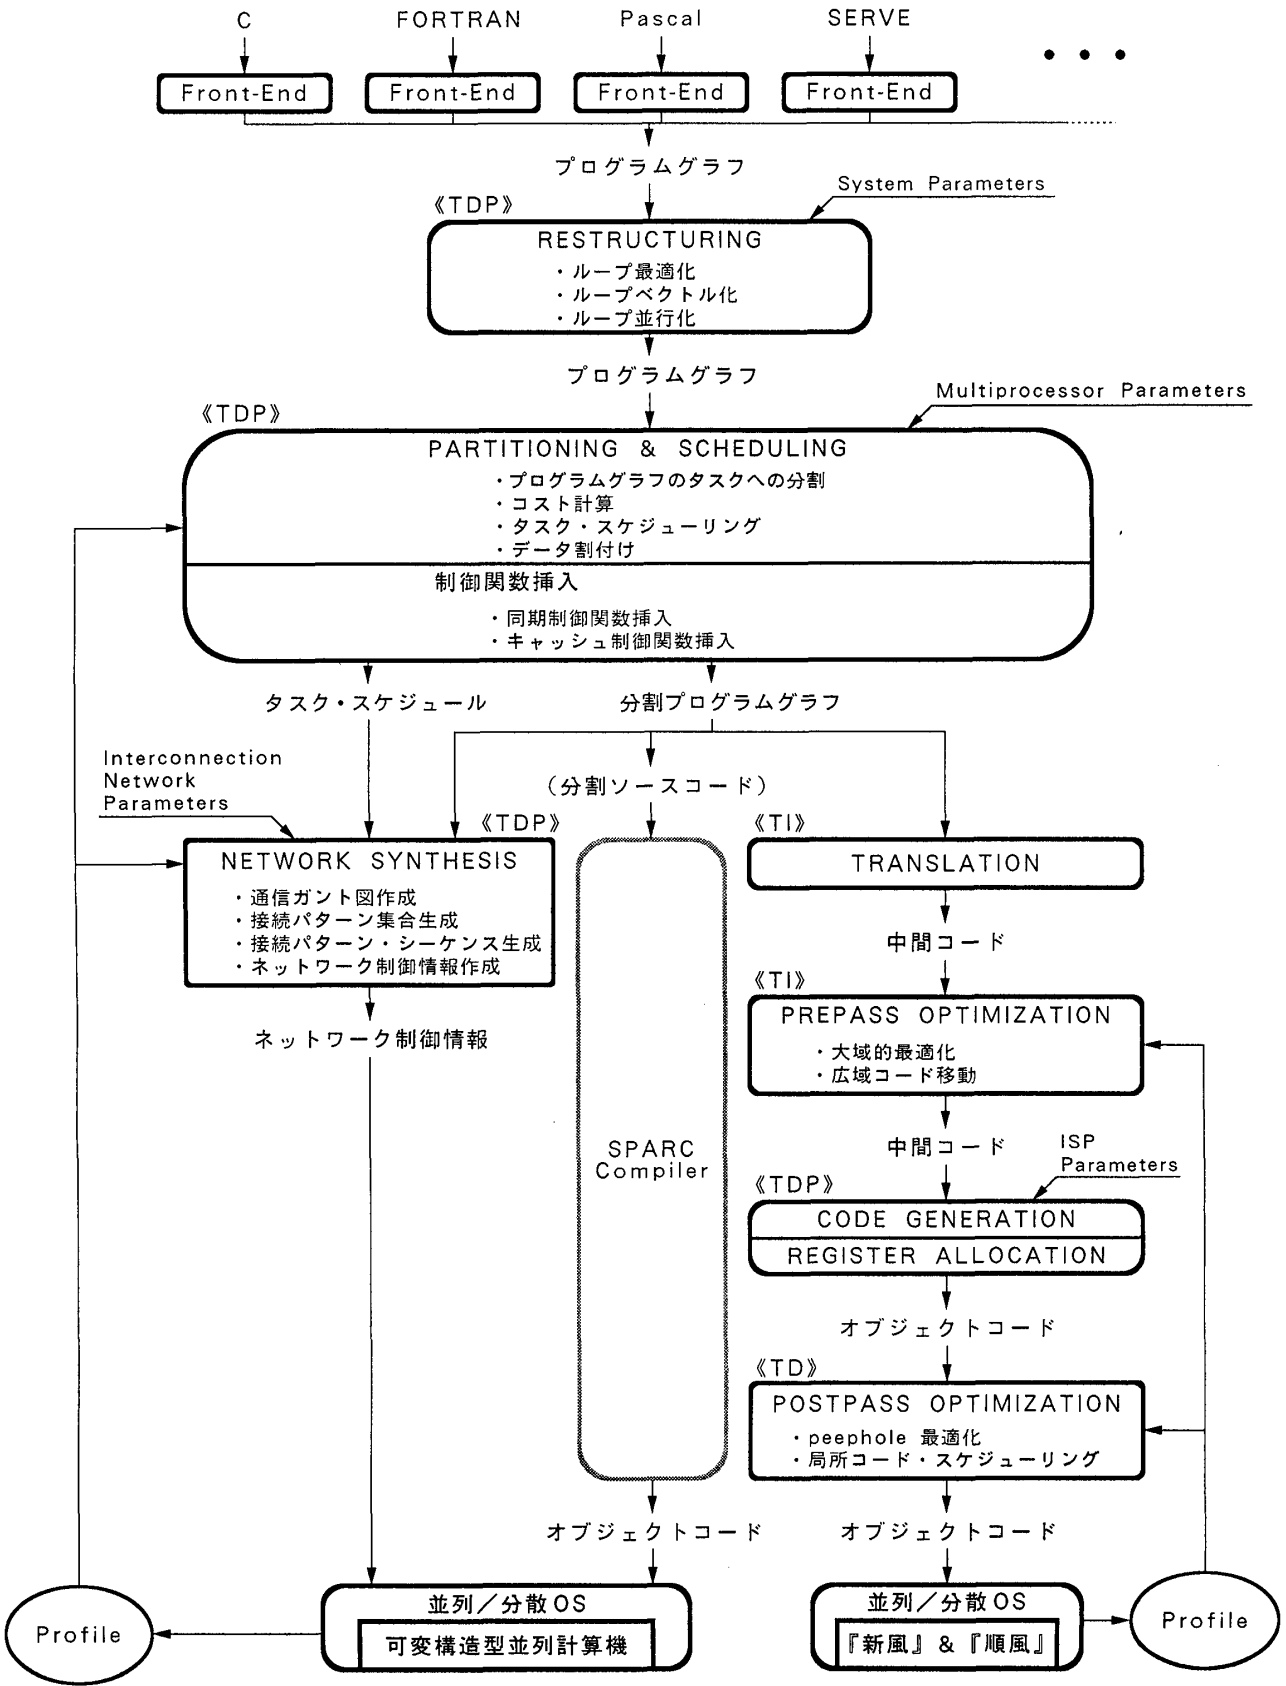 C
FORTRAN
Pascal
SERVE
Front-End
Front-End
Front-End
Front-End
• • •
プログラムグラフ
System Parameters
《TDP》
RESTRUCTURING
・ループ最適化
・ループベクトル化
・ループ並行化
プログラムグラフ
Multiprocessor Parameters
《TDP》
PARTITIONING & SCHEDULING
・プログラムグラフのタスクへの分割
・コスト計算
・タスク・スケジューリング
・データ割付け
制御関数挿入
・同期制御関数挿入
・キャッシュ制御関数挿入
タスク・スケジュール
分割プログラムグラフ
Interconnection
Network
Parameters
(分割ソースコード)
《TDP》
NETWORK SYNTHESIS
・通信ガント図作成
・接続パターン集合生成
・接続パターン・シーケンス生成
・ネットワーク制御情報作成
ネットワーク制御情報
SPARC
Compiler
《TI》
TRANSLATION
中間コード
《TI》
PREPASS OPTIMIZATION
・大域的最適化
・広域コード移動
中間コード
ISP
Parameters
《TDP》
CODE GENERATION
REGISTER ALLOCATION
オブジェクトコード
《TD》
POSTPASS OPTIMIZATION
・peephole 最適化
・局所コード・スケジューリング
オブジェクトコード
オブジェクトコード
Profile
並列／分散OS
可変構造型並列計算機
並列／分散OS
『新風』&『順風』
Profile